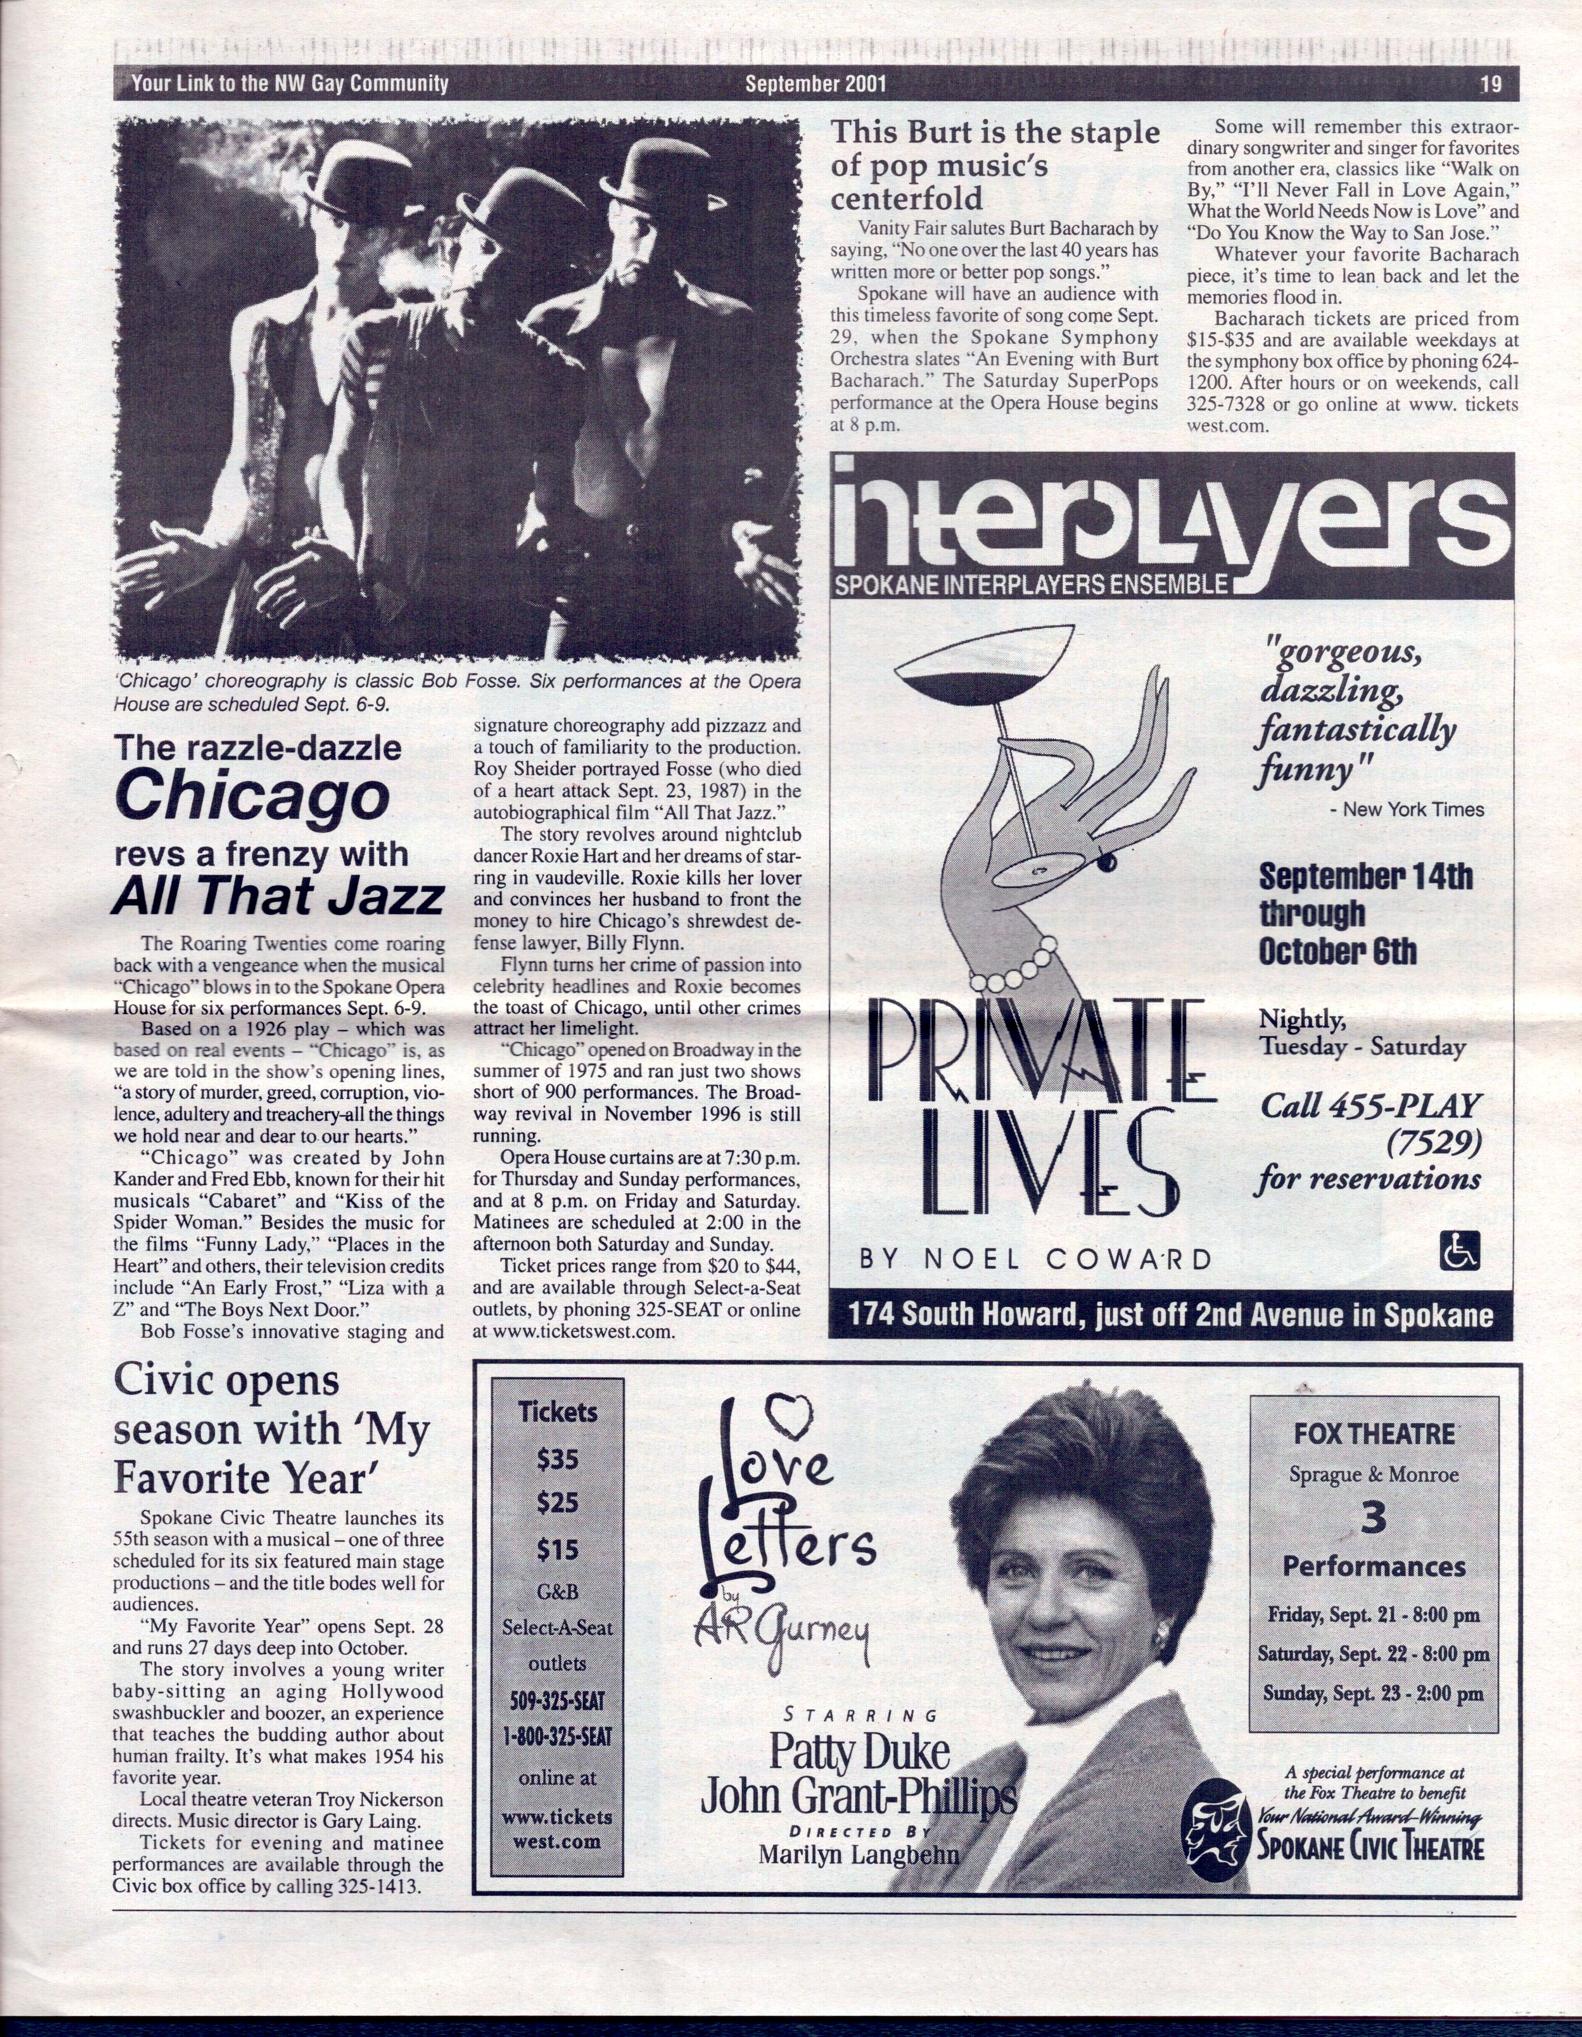 Your Link to the NW Gay Community
September 2001
19
'Chicago' choreography is classic Bob Fosse. Six performances at the Opera
House are scheduled Sept. 6-9.
The razzle-dazzle
Chicago
revs a frenzy with
All That Jazz
The Roaring Twenties come roaring
back with a vengeance when the musical
"Chicago" blows in to the Spokane Opera
House for six performances Sept. 6-9.
Based on a 1926 play – which was
based on real events – "Chicago" is, as
we are told in the show's opening lines,
"a story of murder, greed, corruption, vio-
lence, adultery and treachery-all the things
we hold near and dear to our hearts."
"Chicago" was created by John
Kander and Fred Ebb, known for their hit
musicals "Cabaret" and "Kiss of the
Spider Woman." Besides the music for
the films "Funny Lady," "Places in the
Heart" and others, their television credits
include "An Early Frost," "Liza with a
Z" and "The Boys Next Door."
Bob Fosse's innovative staging and
signature choreography add pizzazz and
a touch of familiarity to the production.
Roy Sheider portrayed Fosse (who died
of a heart attack Sept. 23, 1987) in the
autobiographical film "All That Jazz."
The story revolves around nightclub
dancer Roxie Hart and her dreams of star-
ring in vaudeville. Roxie kills her lover
and convinces her husband to front the
money to hire Chicago's shrewdest de-
fense lawyer, Billy Flynn.
Flynn turns her crime of passion into
celebrity headlines and Roxie becomes
the toast of Chicago, until other crimes
attract her limelight.
"Chicago" opened on Broadway in the
summer of 1975 and ran just two shows
short of 900 performances. The Broad-
way revival in November 1996 is still
running.
Opera House curtains are at 7:30 p.m.
for Thursday and Sunday performances,
and at 8 p.m. on Friday and Saturday.
Matinees are scheduled at 2:00 in the
afternoon both Saturday and Sunday.
Ticket prices range from $20 to $44,
and are available through Select-a-Seat
outlets, by phoning 325-SEAT or online
at www.ticketswest.com.
This Burt is the staple
of pop music's
centerfold
Vanity Fair salutes Burt Bacharach by
saying, "No one over the last 40 years has
written more or better pop songs."
Spokane will have an audience with
this timeless favorite of song come Sept.
29, when the Spokane Symphony
Orchestra slates "An Evening with Burt
Bacharach." The Saturday SuperPops
performance at the Opera House begins
at 8 p.m.
Some will remember this extraor-
dinary songwriter and singer for favorites
from another era, classics like "Walk on
By," "I'll Never Fall in Love Again,"
What the World Needs Now is Love" and
"Do You Know the Way to San Jose."
Whatever your favorite Bacharach
piece, it's time to lean back and let the
memories flood in.
Bacharach tickets are priced from
$15-$35 and are available weekdays at
the symphony box office by phoning 624-
1200. After hours or on weekends, call
325-7328 or go online at www. tickets
west.com.
interplayers
SPOKANE INTERPLAYERS ENSEMBLE
"gorgeous,
dazzling,
fantastically
funny"
- New York Times
September 14th
through
October 6th
Nightly,
Tuesday - Saturday
Call 455-PLAY
(7529)
for reservations
PRIVATE
LIVES
BY NOEL COWARD
174 South Howard, just off 2nd Avenue in Spokane
Civic opens
season with 'My
Favorite Year'
Spokane Civic Theatre launches its
55th season with a musical – one of three
scheduled for its six featured main stage
productions – and the title bodes well for
audiences.
"My Favorite Year" opens Sept. 28
and runs 27 days deep into October.
The story involves a young writer
baby-sitting an aging Hollywood
swashbuckler and boozer, an experience
that teaches the budding author about
human frailty. It's what makes 1954 his
favorite year.
Local theatre veteran Troy Nickerson
directs. Music director is Gary Laing.
Tickets for evening and matinee
performances are available through the
Civic box office by calling 325-1413.
Tickets
$35
$25
$15
G&B
Select-A-Seat
outlets
509-325-SEAT
1-800-325-SEAT
online at
www.tickets
west.com
Love
Letters
by
AR Gurney
STARRING
Patty Duke
John Grant-Phillips
DIRECTED BY
Marilyn Langbehn
FOX THEATRE
Sprague & Monroe
3
Performances
Friday, Sept. 21 - 8:00 pm
Saturday, Sept. 22 - 8:00 pm
Sunday, Sept. 23 - 2:00 pm
A special performance at
the Fox Theatre to benefit
Your National Award-Winning
SPOKANE CIVIC THEATRE